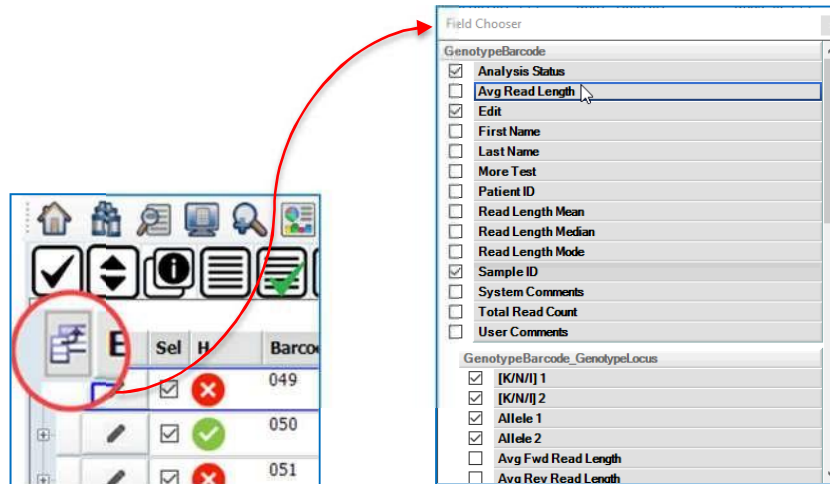 Field Chooser
GenotypeBarcode
Analysis Status
Avg Read Length
Edit
First Name
Last Name
More Test
Patient ID
Read Length Mean
Read Length Median
Read Length Mode
Sample ID
System Comments
Total Read Count
User Comments
GenotypeBarcode_GenotypeLocus
[K/N/I] 1
[K/N/I] 2
Allele 1
Allele 2
Avg Fwd Read Length
Avg Rev Read Length
E Sel H Barco
049
050
051